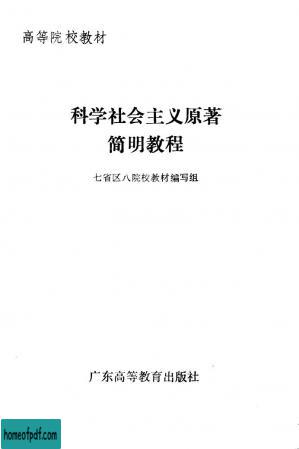 高等院校教材
科学社会主义原著
简明教程
七省区八院校教材编写组
广东高等教育出版社
homeofpdf.com